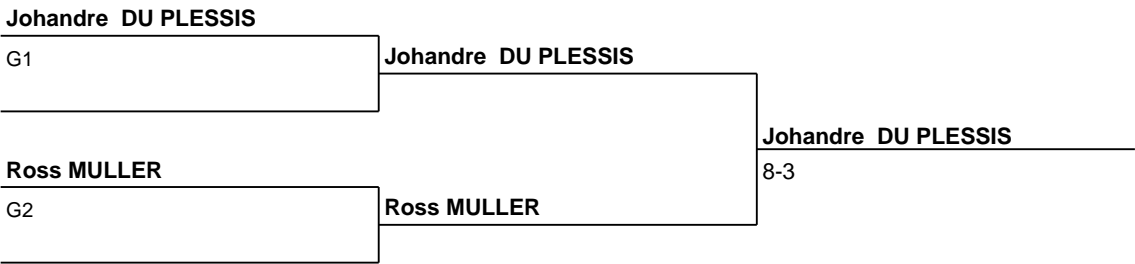 Johandre DU PLESSIS
G1
Johandre DU PLESSIS
Johandre DU PLESSIS
8-3
Ross MULLER
G2
Ross MULLER